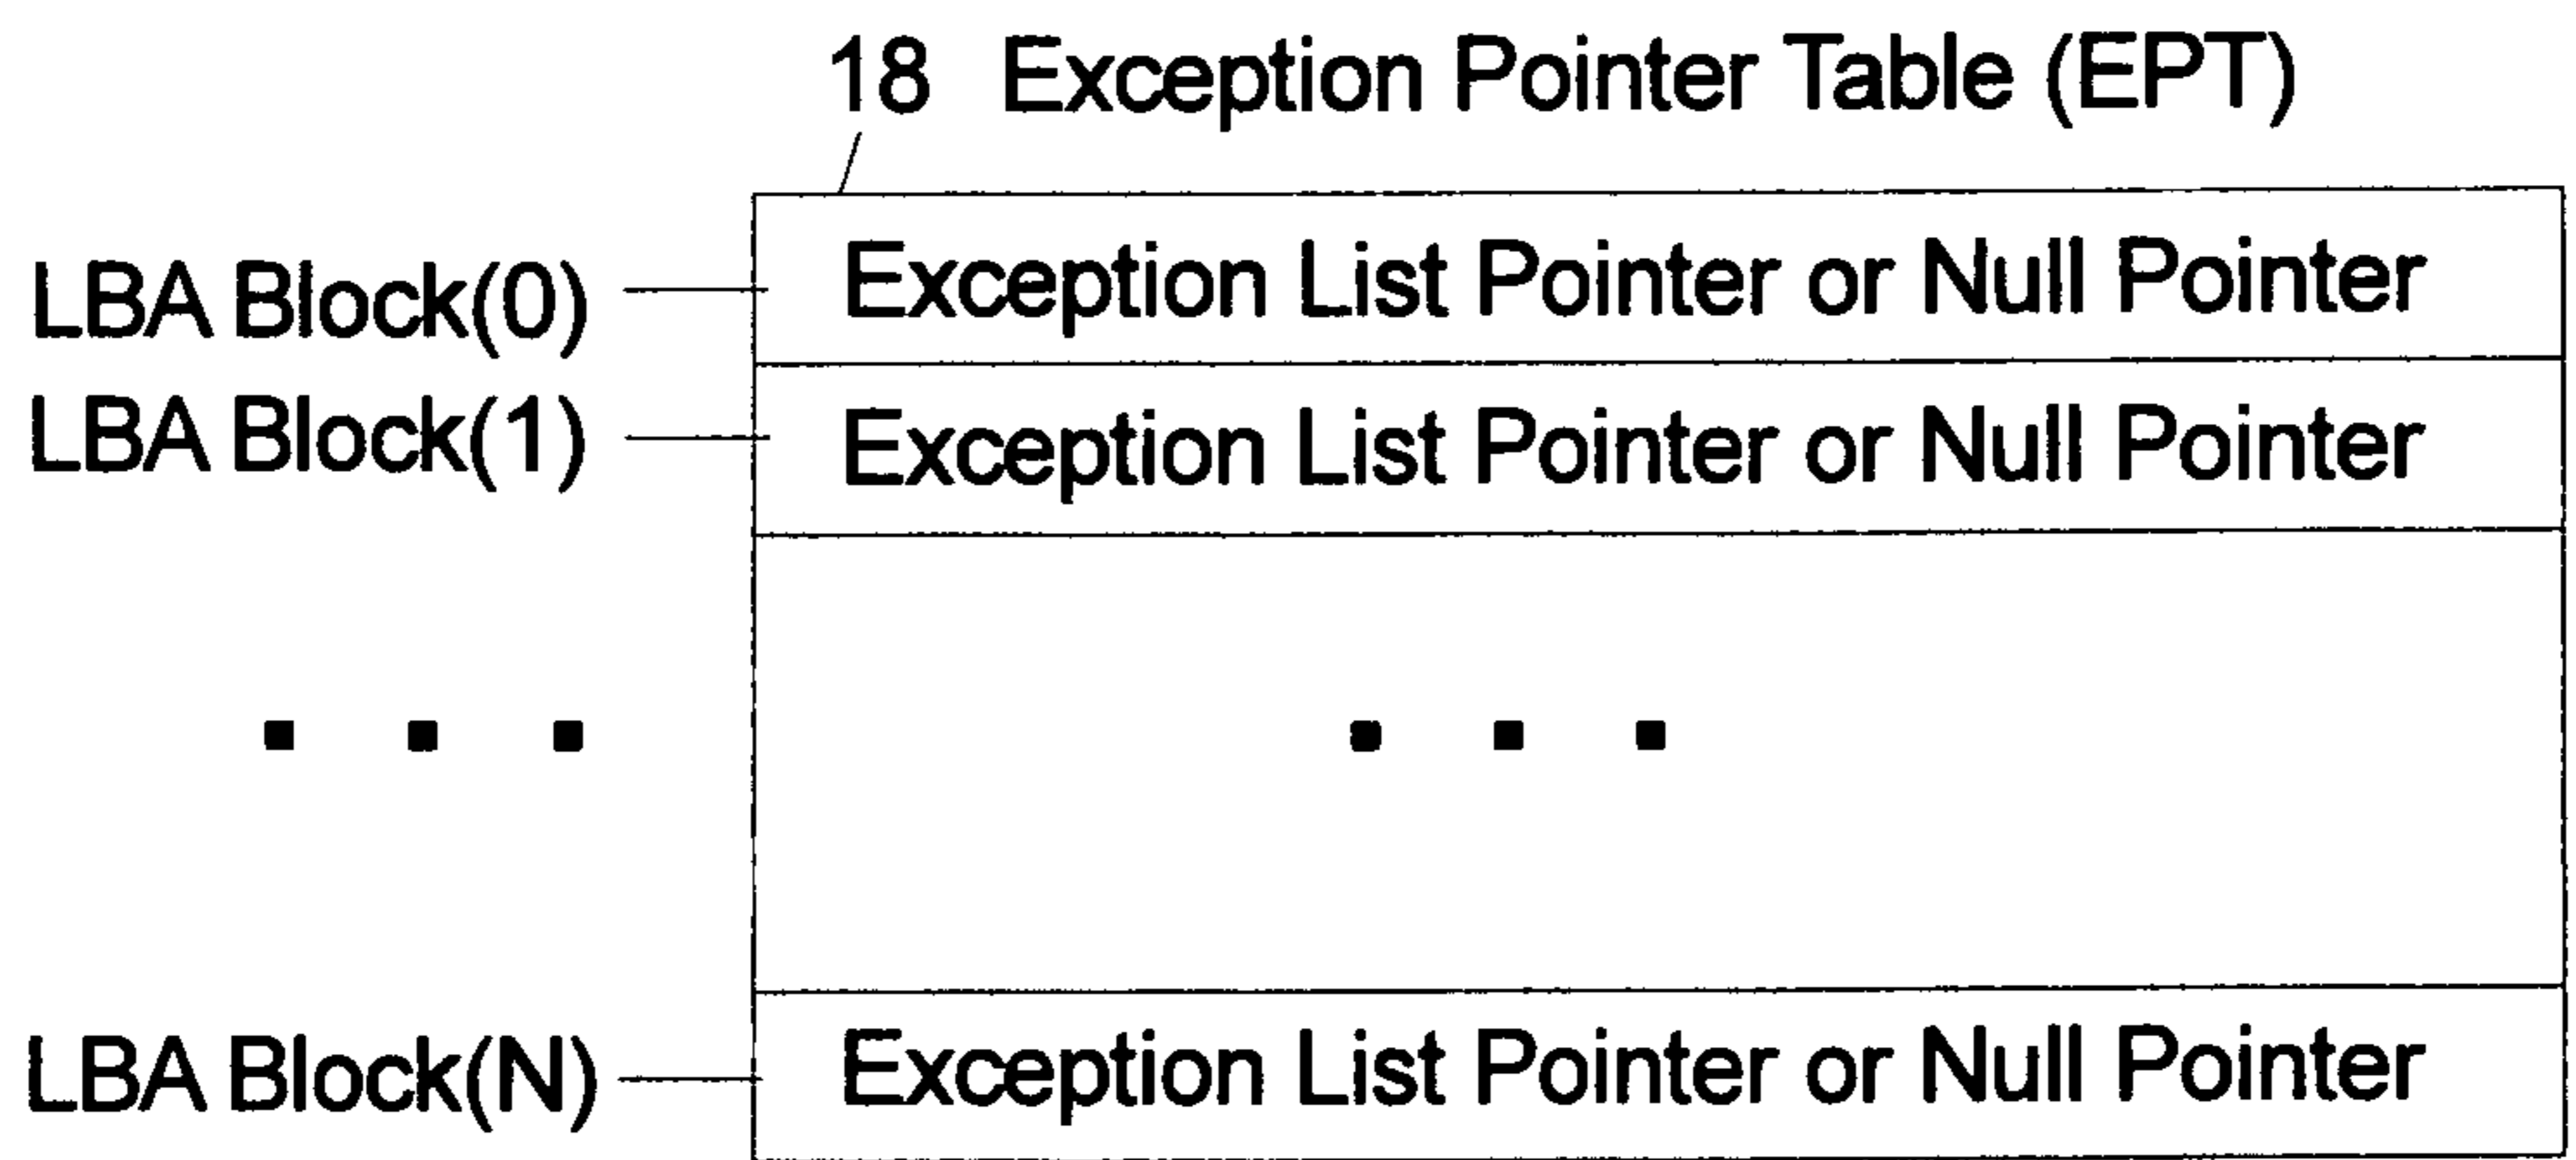 18 Exception Pointer Table (EPT)
LBA Block(0) Exception List Pointer or Null Pointer
LBA Block(1) Exception List Pointer or Null Pointer
. . . . . .
LBA Block(N) Exception List Pointer or Null Pointer